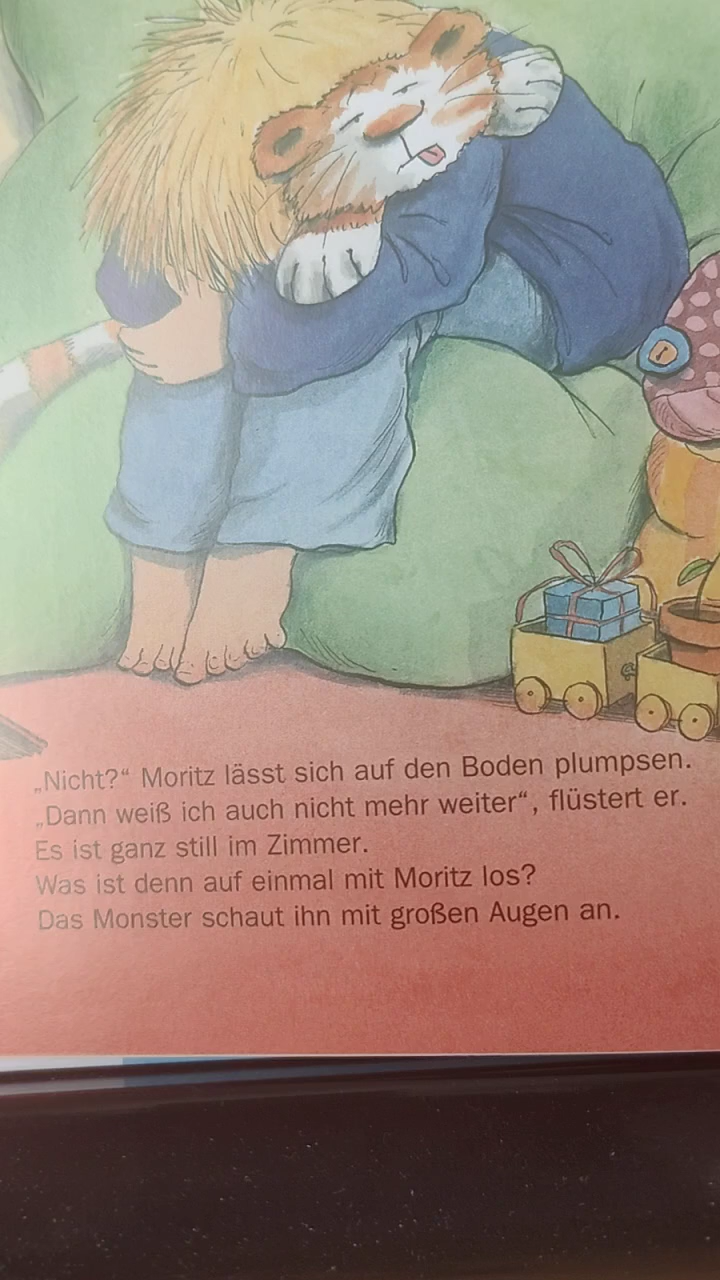 „Nicht?“ Moritz lässt sich auf den Boden plumpsen.
„Dann weiß ich auch nicht mehr weiter“, flüstert er.
Es ist ganz still im Zimmer.
Was ist denn auf einmal mit Moritz los?
Das Monster schaut ihn mit großen Augen an.